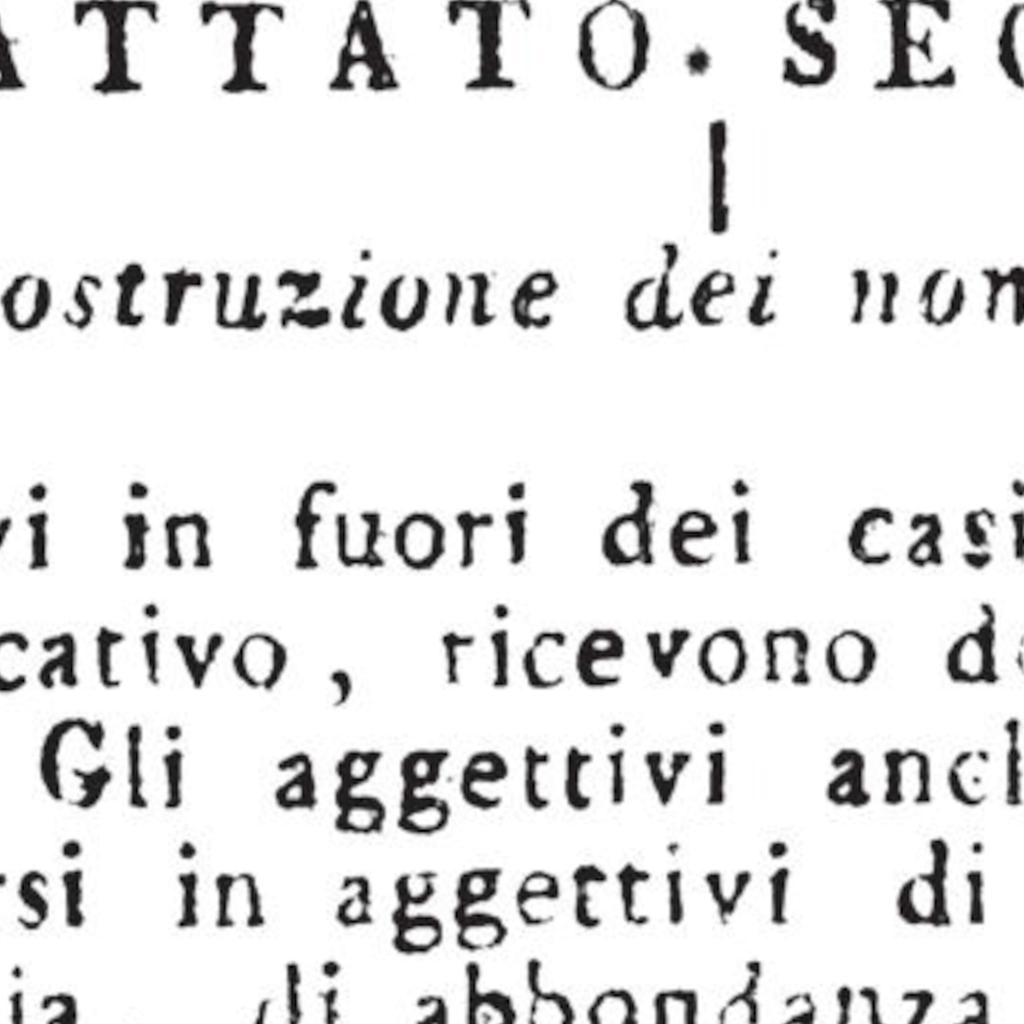 ATTATO. SEC
ostruzione dei nom
vi in fuori dei casi
cativo, ricevono de
Gli aggettivi anch
rsi in aggettivi di
ia, di abbondanza